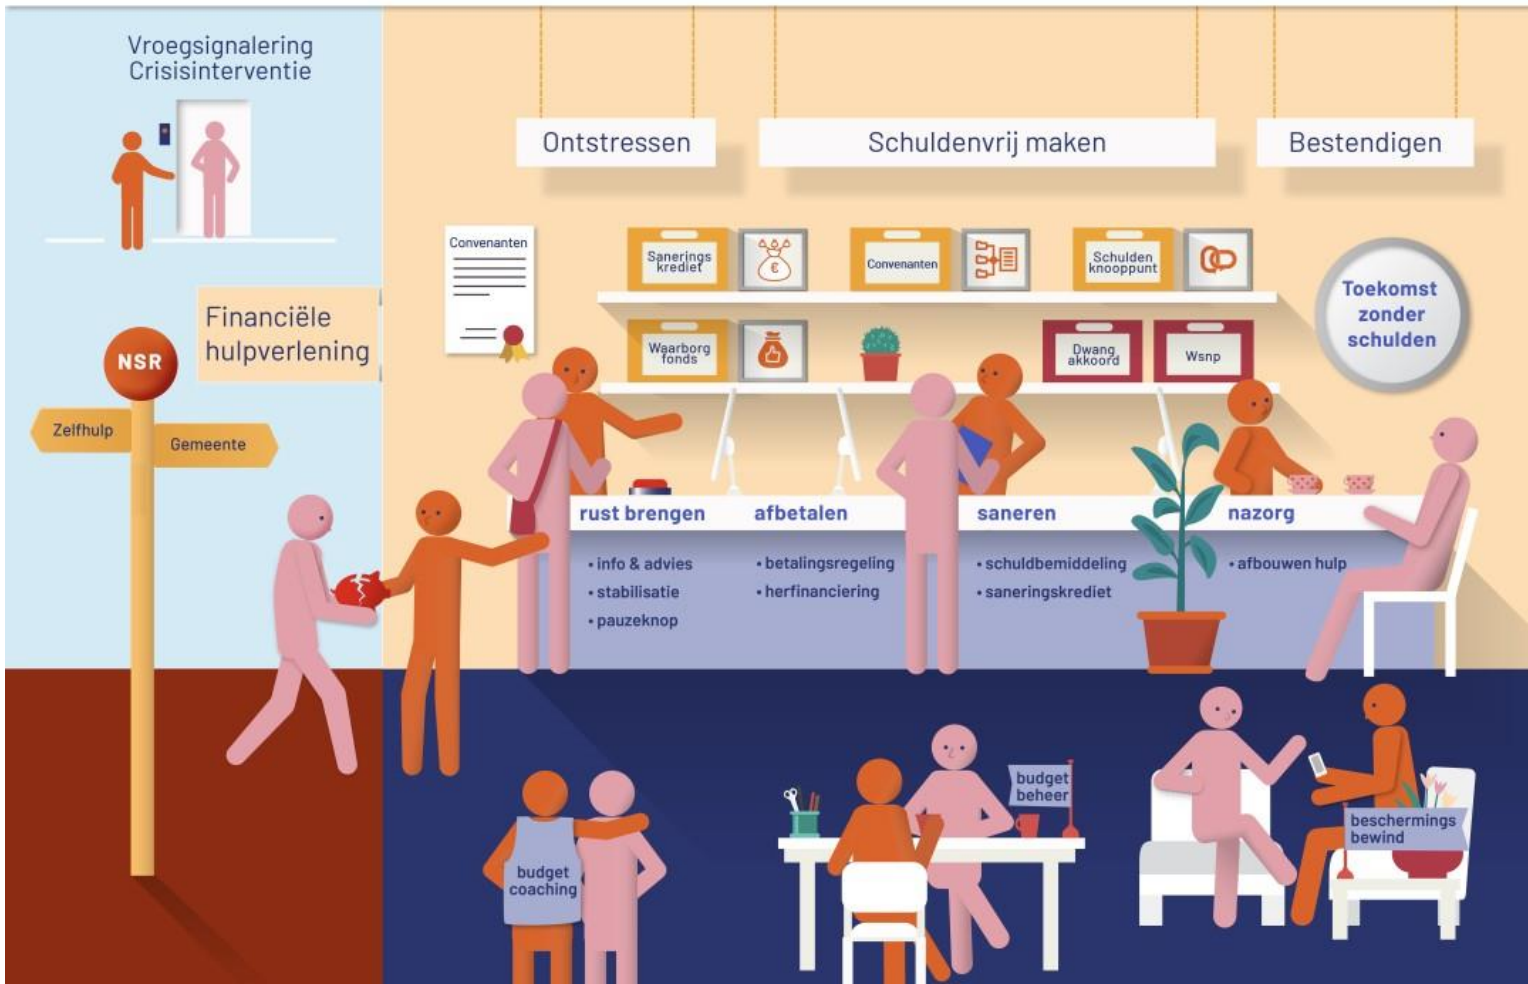 Vroegsignalering
Crisisinterventie
Ontstressen
Schuldenvrij maken
Bestendigen
Convenanten
Sanerings
krediet
€
Convenanten
Schulden
knooppunt
Toekomst
zonder
schulden
Financiële
hulpverlening
NSR
Zelfhulp
Gemeente
Waarborg
fonds
Dwang
akkoord
Wsnp
rust brengen
• info & advies
• stabilisatie
• pauzeknop
afbetalen
• betalingsregeling
• herfinanciering
saneren
• schuldbemiddeling
• saneringskrediet
nazorg
• afbouwen hulp
budget
coaching
budget
beheer
beschermings
bewind